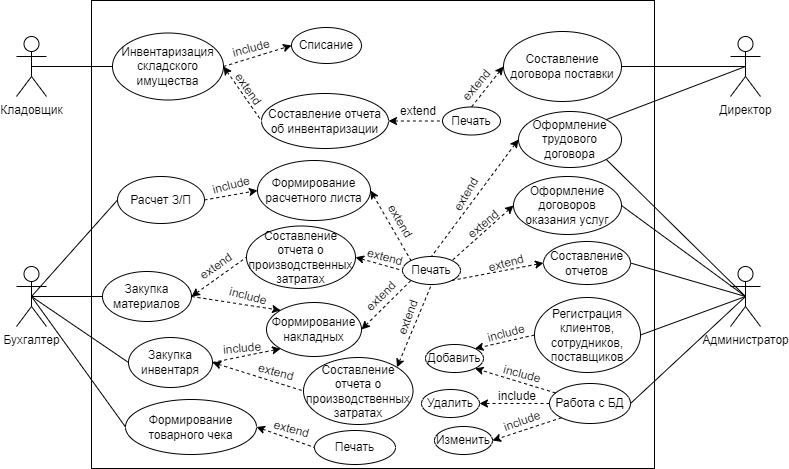 Инвентаризация
складского
имущества
include
Списание
extend
Составление отчета
об инвентаризации
extend
Печать
extend
Составление
договора поставки
Кладовщик
Директор
Оформление
трудового
договора
Расчет З/П
include
Формирование
расчетного листа
extend
extend
Оформление
договоров
оказания услуг
extend
Составление
отчета о
производственных
затратах
extend
extend
Печать
extend
Составление
отчетов
Закупка
материалов
include
Формирование
накладных
extend
extend
Бухгалтер
Администратор
Регистрация
клиентов,
сотрудников,
поставщиков
include
Добавить
Закупка
инвентаря
include
extend
Составление
отчета о
производственных
затратах
include
Удалить
include
Работа с БД
include
Изменить
Формирование
товарного чека
extend
Печать